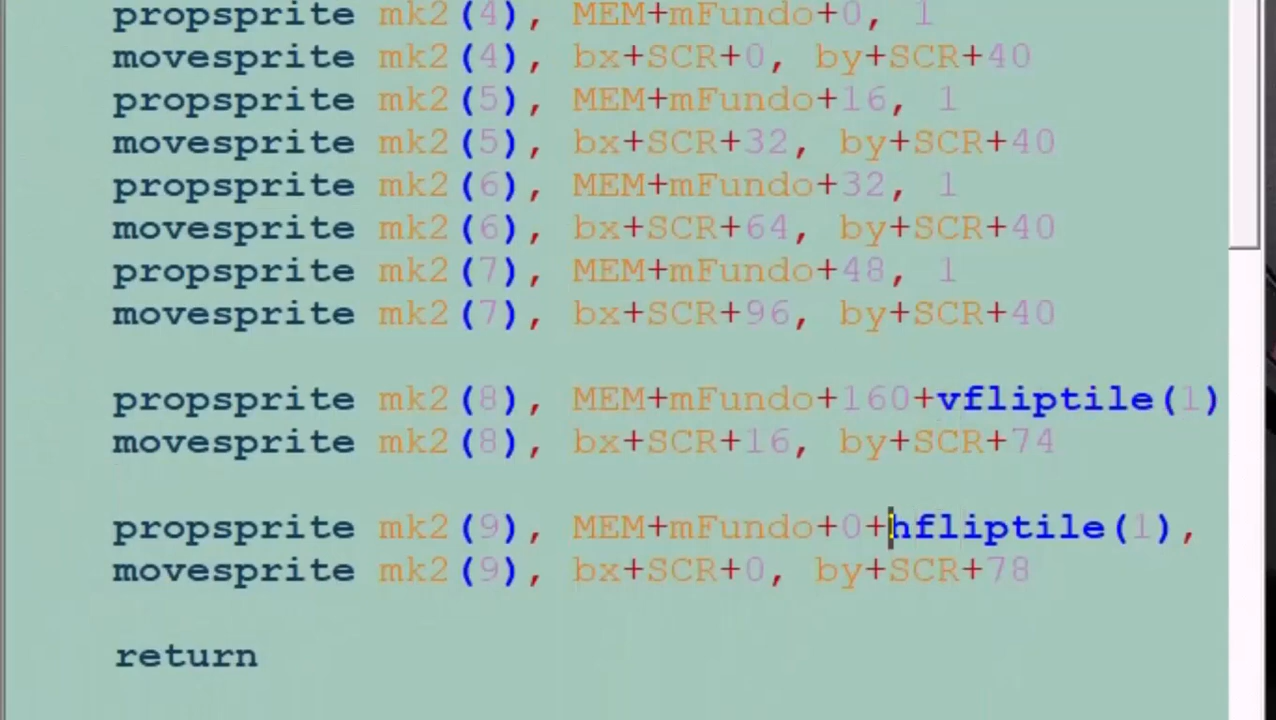 propsprite mk2(4), MEM+mFundo+0, 1
movesprite mk2(4), bx+SCR+0, by+SCR+40
propsprite mk2(5), MEM+mFundo+16, 1
movesprite mk2(5), bx+SCR+32, by+SCR+40
propsprite mk2(6), MEM+mFundo+32, 1
movesprite mk2(6), bx+SCR+64, by+SCR+40
propsprite mk2(7), MEM+mFundo+48, 1
movesprite mk2(7), bx+SCR+96, by+SCR+40
propsprite mk2(8), MEM+mFundo+160+vfliptile(1)
movesprite mk2(8), bx+SCR+16, by+SCR+74
propsprite mk2(9), MEM+mFundo+0+hfliptile(1),
movesprite mk2(9), bx+SCR+0, by+SCR+78
return